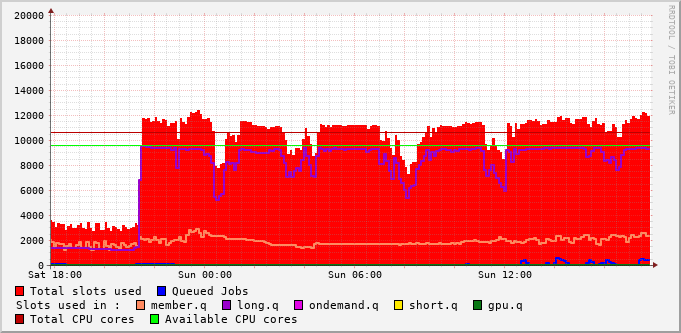 20000
18000
16000
14000
12000
10000
8000
6000
4000
2000
0
Sat 18:00 Sun 00:00 Sun 06:00 Sun 12:00
RRDTOOL / TOBI OETIKER
Total slots used Queued Jobs
Slots used in : member.q long.q ondemand.q short.q gpu.q
Total CPU cores Available CPU cores